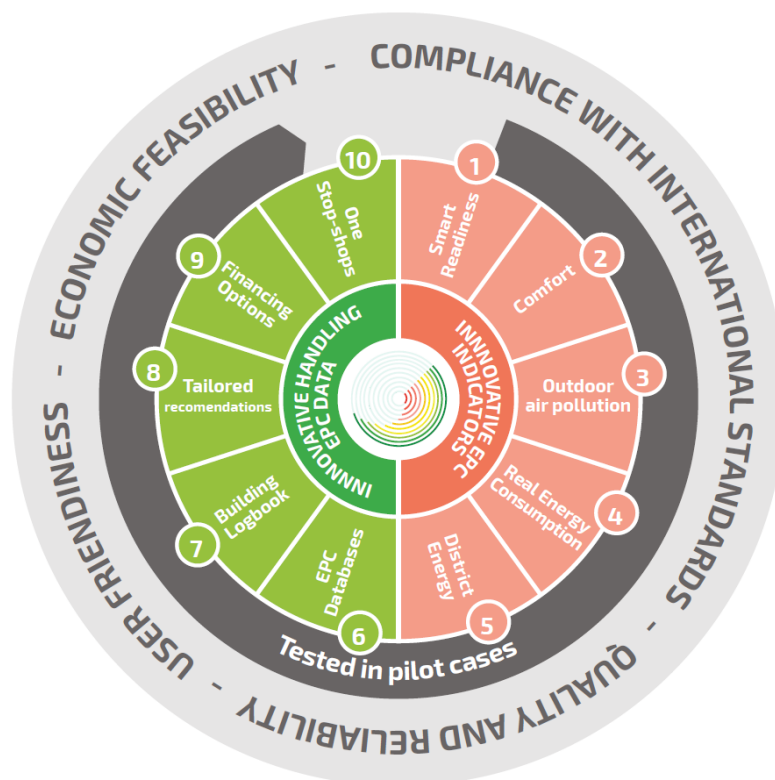 ECONOMIC FEASIBILITY - COMPLIANCE WITH INTERNATIONAL STANDARDS - QUALITY AND RELIABILITY - USER FRIENDINESS -
1
Smart
Readiness
2
Comfort
3
Outdoor
air pollution
4
Real Energy
Consumption
5
District
Energy
6
EPC
Databases
7
Building
Logbook
8
Tailored
recomendations
9
Financing
Options
10
One
Stop-shops
INNNOVATIVE HANDLING
EPC DATA
INNNOVATIVE EPC
INDICATORS
Tested in pilot cases